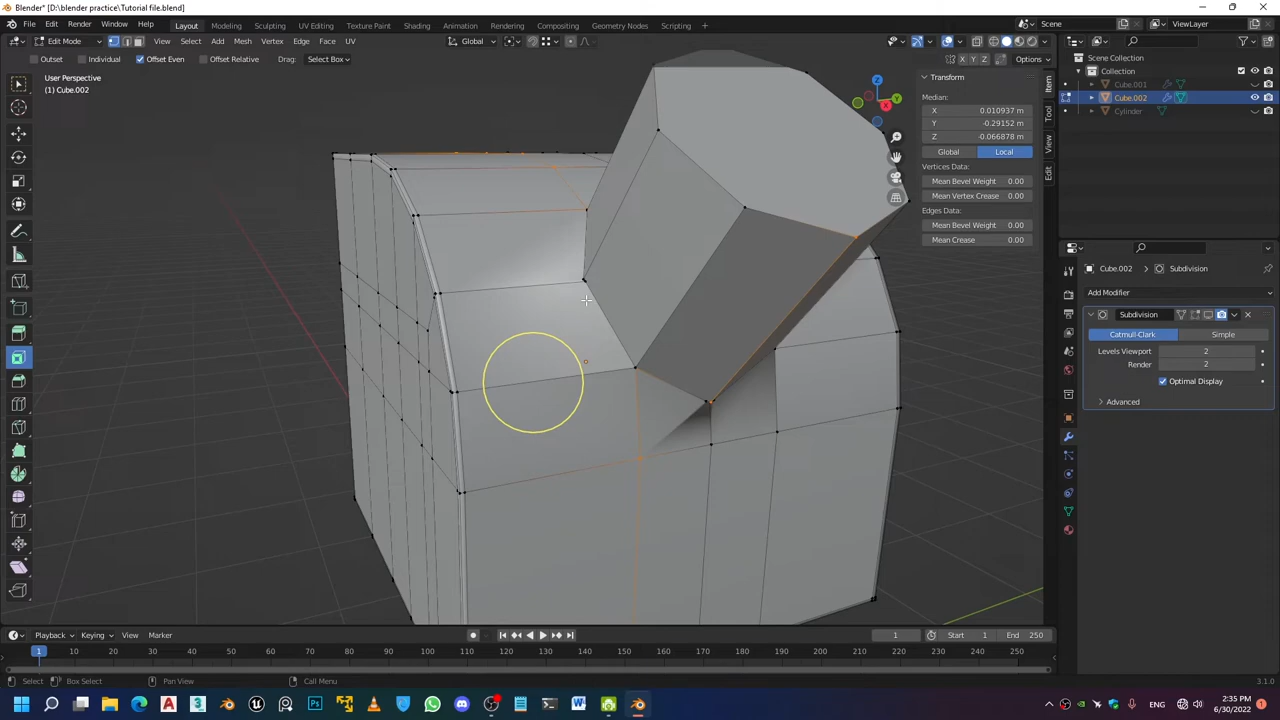 Blender* [D:\blender practice\Tutorial file.blend]
File Edit Render Window Help Layout Modeling Sculpting UV Editing Texture Paint Shading Animation Rendering Compositing Geometry Nodes Scripting + Scene ViewLayer
Edit Mode View Select Add Mesh Vertex Edge Face UV Global
Outset Individual Offset Even Offset Relative Drag: Select Box X Y Z Options
User Perspective
(1) Cube.002
Z
Y
X
Transform
Median:
X 0.010937 m
Y -0.29152 m
Z -0.066878 m
Global Local
Vertices Data:
Mean Bevel Weight 0.00
Mean Vertex Crease 0.00
Edges Data:
Mean Bevel Weight 0.00
Mean Crease 0.00
Item
Tool
View
Edit
Scene Collection
Collection
Cube.001
Cube.002
Cylinder
Cube.002 Subdivision
Add Modifier
Subdivision
Catmull-Clark Simple
Levels Viewport 2
Render 2
Optimal Display
Advanced
Playback Keying View Marker 1 Start 1 End 250
1 10 20 30 40 50 60 70 80 90 100 110 120 130 140 150 160 170 180 190 200 210 220 230 240 250
Select Box Select Pan View Call Menu 3.1.0
2:35 PM
6/30/2022